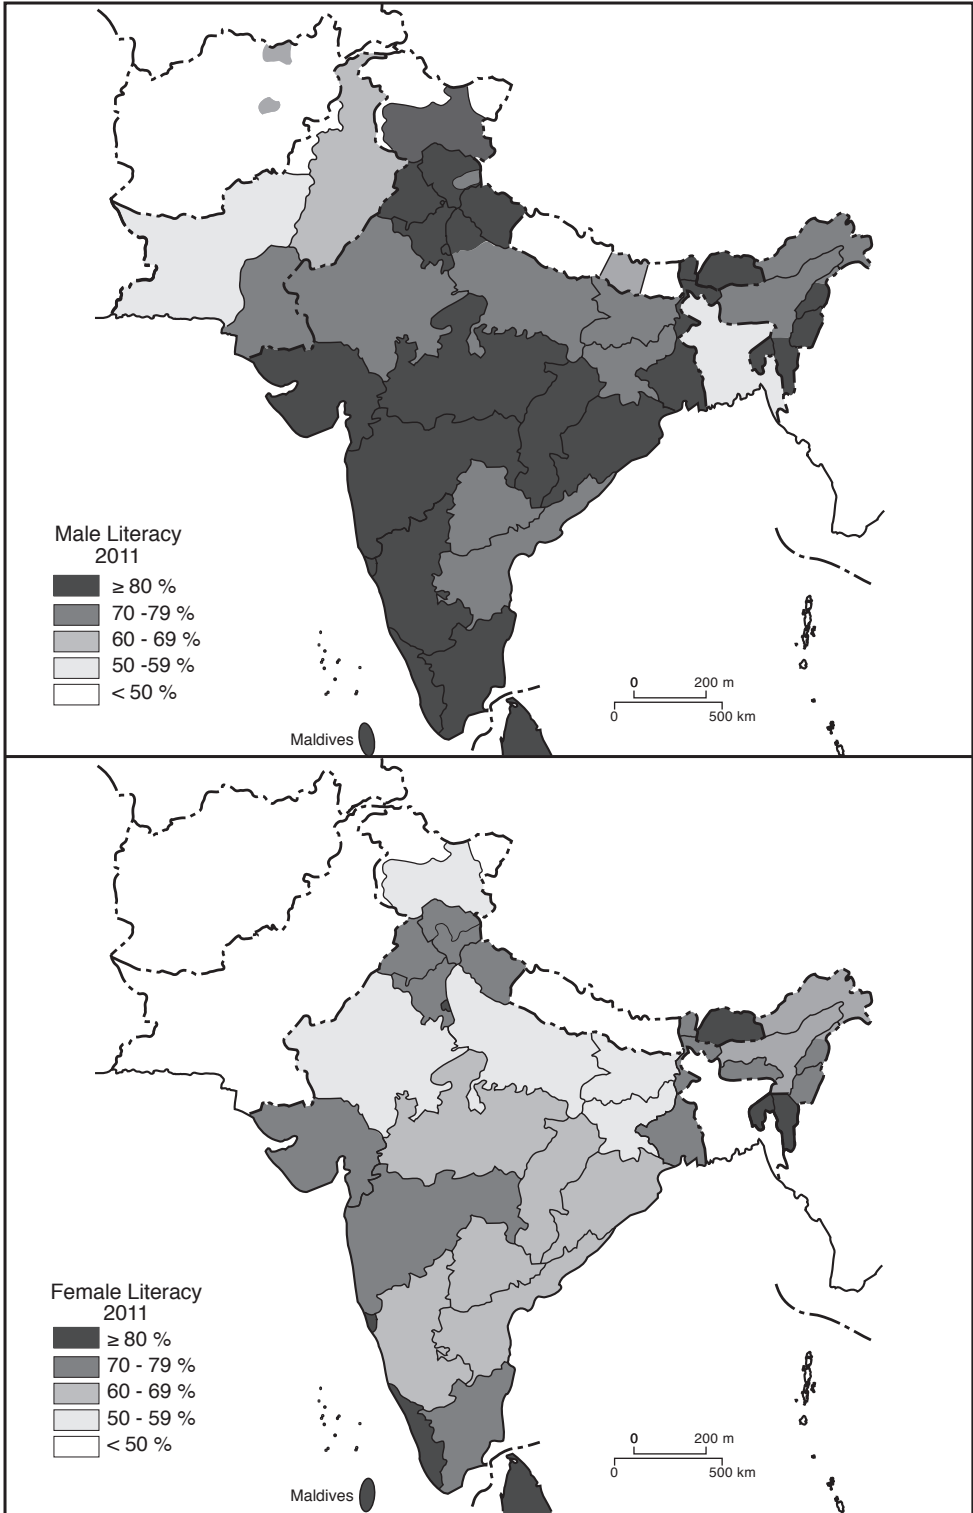 Male Literacy
2011
≥ 80 %
70 -79 %
60 - 69 %
50 -59 %
< 50 %
0 200 m
0 500 km
Maldives
Female Literacy
2011
≥ 80 %
70 - 79 %
60 - 69 %
50 - 59 %
< 50 %
0 200 m
0 500 km
Maldives